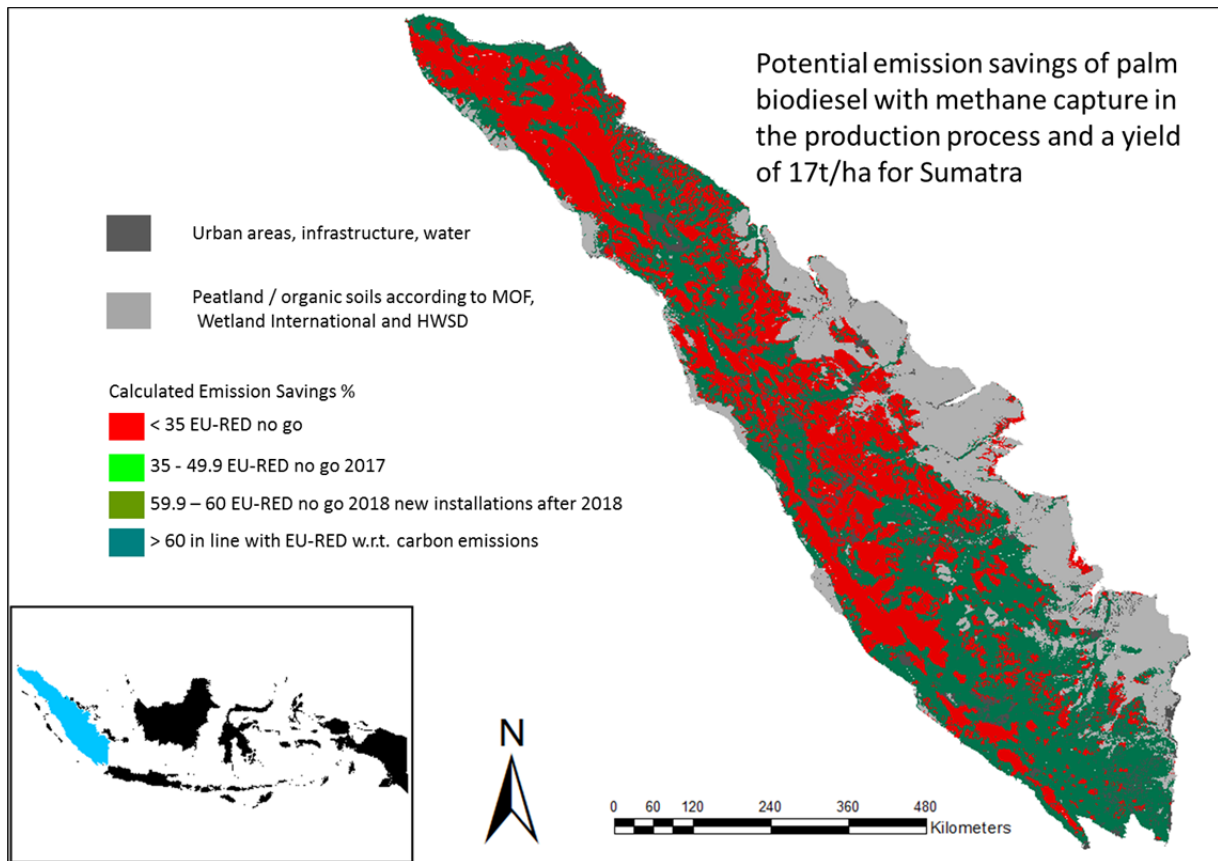 Potential emission savings of palm
biodiesel with methane capture in
the production process and a yield
of 17t/ha for Sumatra
Urban areas, infrastructure, water
Peatland / organic soils according to MOF,
Wetland International and HWSD
Calculated Emission Savings %
< 35 EU-RED no go
35 - 49.9 EU-RED no go 2017
59.9 – 60 EU-RED no go 2018 new installations after 2018
> 60 in line with EU-RED w.r.t. carbon emissions
N
0 60 120 240 360 480
Kilometers